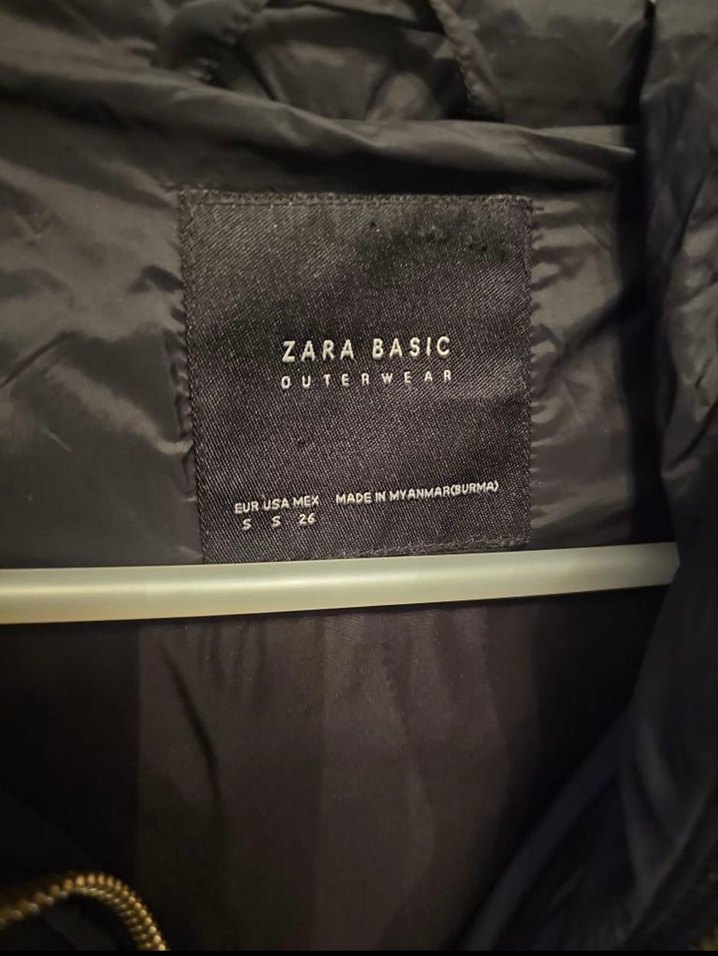 ZARA BASIC
OUTERWEAR
EUR USA MEX MADE IN MYANMAR(BURMA)
S S 26